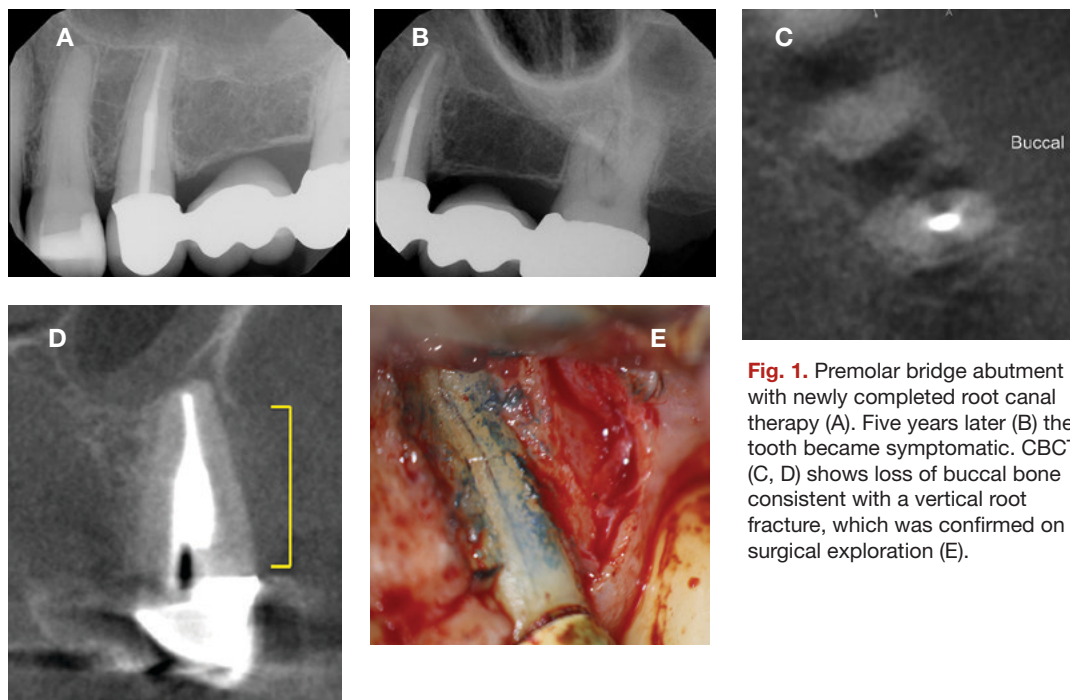 A
B
C
A
Buccal
D
E
Fig. 1. Premolar bridge abutment
with newly completed root canal
therapy (A). Five years later (B) the
tooth became symptomatic. CBCT
(C, D) shows loss of buccal bone
consistent with a vertical root
fracture, which was confirmed on
surgical exploration (E).